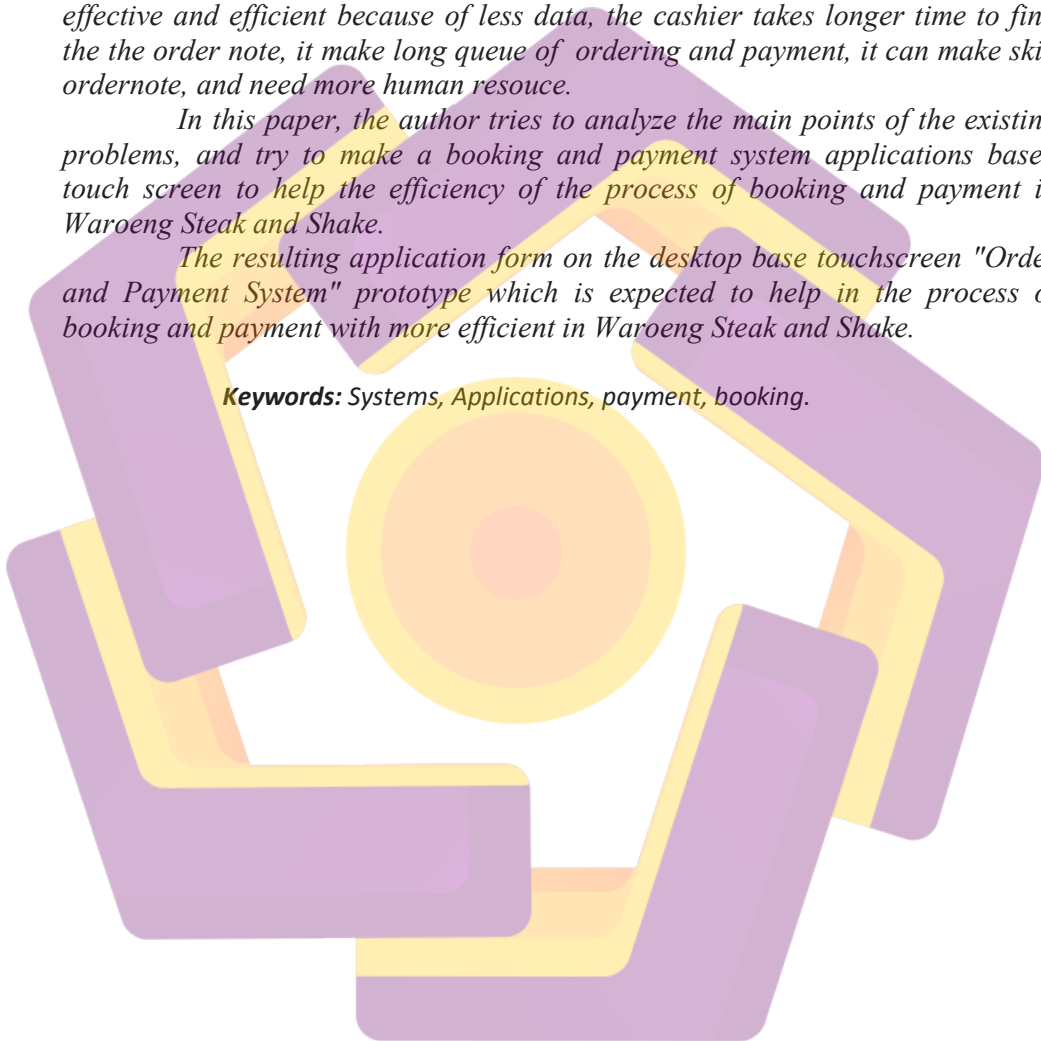 effective and efficient because of less data, the cashier takes longer time to fin
the the order note, it make long queue of ordering and payment, it can make ski
ordernote, and need more human resouce.
In this paper, the author tries to analyze the main points of the existin
problems, and try to make a booking and payment system applications base
touch screen to help the efficiency of the process of booking and payment i
Waroeng Steak and Shake.
The resulting application form on the desktop base touchscreen "Orde
and Payment System" prototype which is expected to help in the process o
booking and payment with more efficient in Waroeng Steak and Shake.
Keywords: Systems, Applications, payment, booking.